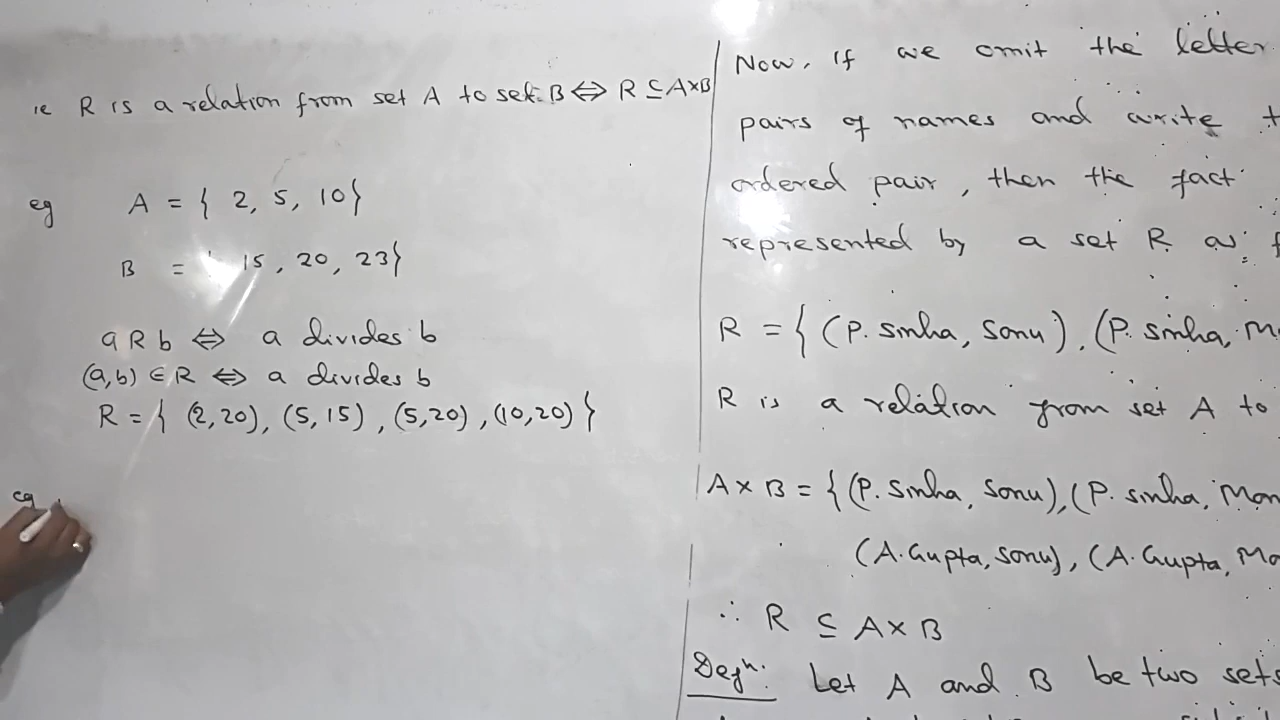 ie R is a relation from set A to set B ⇔ R ⊆ A×B
eg A = { 2, 5, 10}
B = 15, 20, 23}
a R b ⇔ a divides b
(a,b) ∈ R ⇔ a divides b
R = { (2,20), (5,15), (5,20), (10,20) }
eg
Now, if we omit the letter
pairs of names and write
ordered pair, then the fact
represented by a set R as
R = { (P. Sinha, Sonu), (P. Sinha,
R is a relation from set A to
A × B = { (P. Sinha, Sonu), (P. Sinha,
(A. Gupta, Sonu), (A. Gupta,
∴ R ⊆ A × B
Defⁿ. Let A and B be two sets